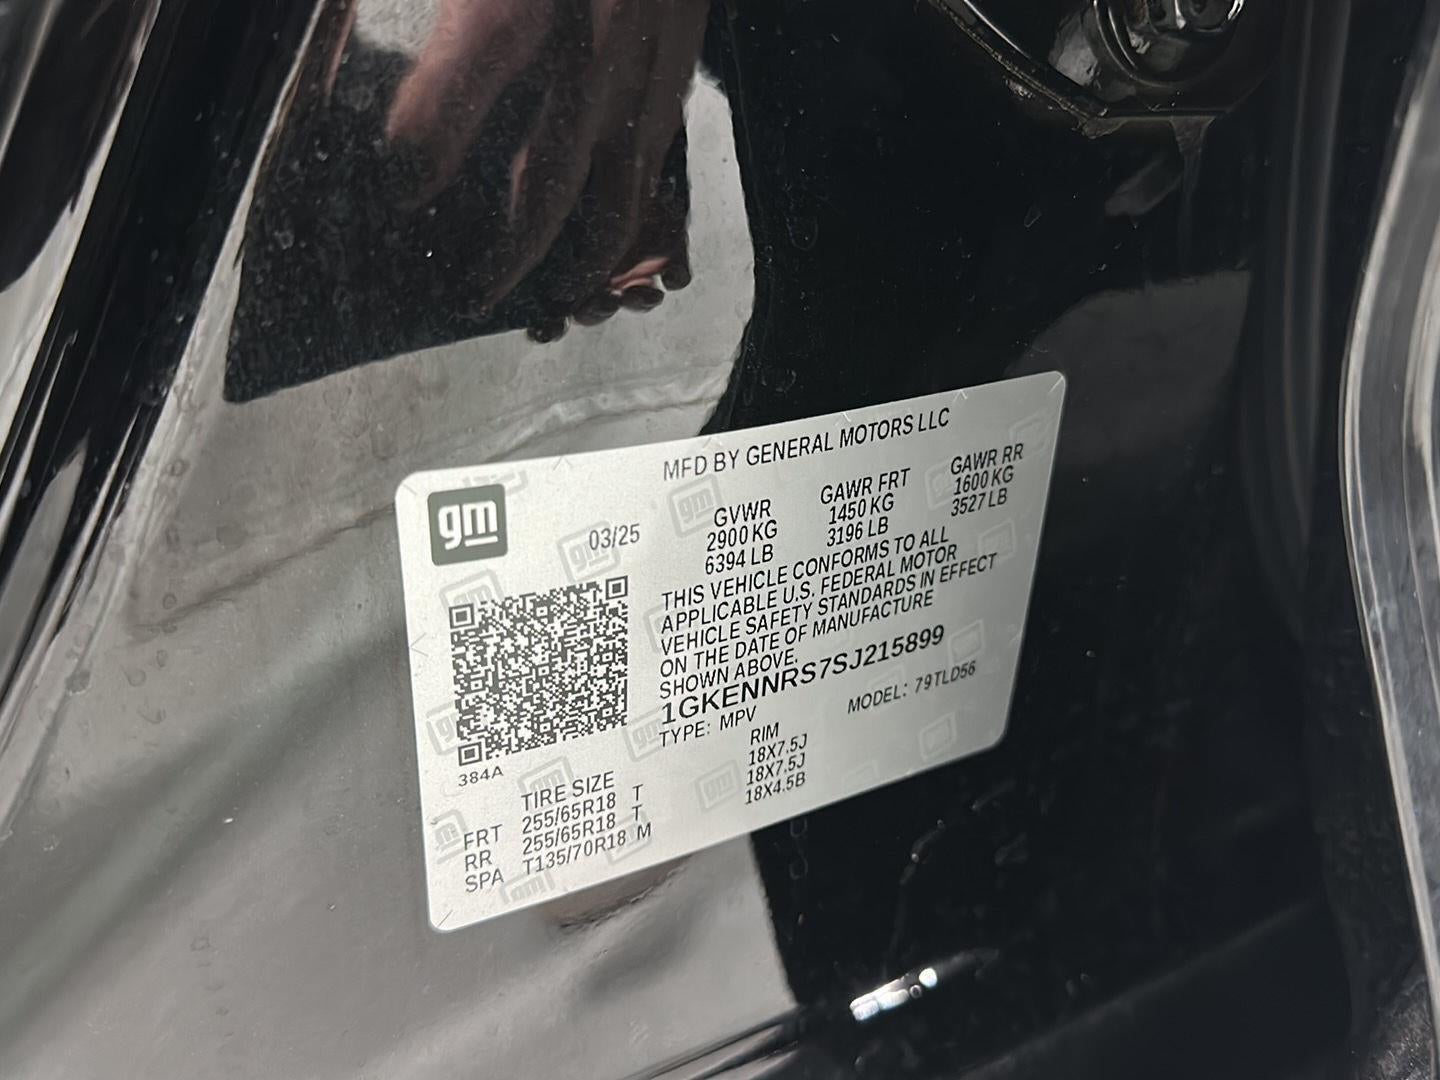 MFD BY GENERAL MOTORS LLC
gm
03/25
GVWR GAWR FRT GAWR RR
2900 KG 1450 KG 1600 KG
6394 LB 3196 LB 3527 LB
THIS VEHICLE CONFORMS TO ALL
APPLICABLE U.S. FEDERAL MOTOR
VEHICLE SAFETY STANDARDS IN EFFECT
ON THE DATE OF MANUFACTURE
SHOWN ABOVE.
1GKENNRS7SJ215899
TYPE: MPV MODEL: 79TLD56
384A
TIRE SIZE RIM
FRT 255/65R18 T 18X7.5J
RR 255/65R18 T 18X7.5J
SPA T135/70R18 M 18X4.5B